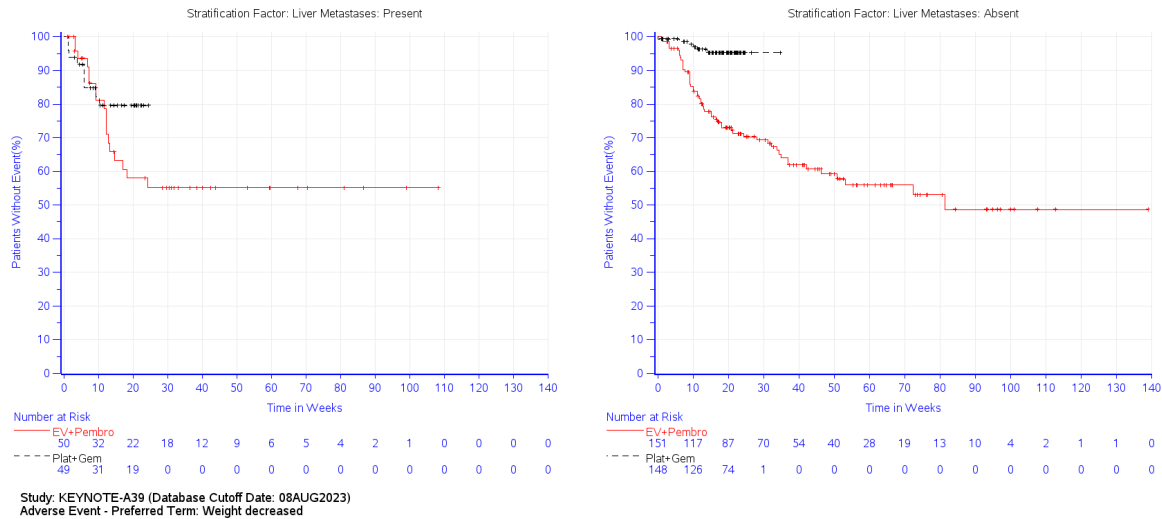 Stratification Factor: Liver Metastases: Present
Patients Without Event(%)
100
90
80
70
60
50
40
30
20
10
0
0 10 20 30 40 50 60 70 80 90 100 110 120 130 140
Time in Weeks
Number at Risk
EV+Pembro
50 32 22 18 12 9 6 5 4 2 1 0 0 0 0
Plat+Gem
49 31 19 0 0 0 0 0 0 0 0 0 0 0 0
Stratification Factor: Liver Metastases: Absent
Patients Without Event(%)
100
90
80
70
60
50
40
30
20
10
0
0 10 20 30 40 50 60 70 80 90 100 110 120 130 140
Time in Weeks
Number at Risk
EV+Pembro
151 117 87 70 54 40 28 19 13 10 4 2 1 1 0
Plat+Gem
148 126 74 1 0 0 0 0 0 0 0 0 0 0 0
Study: KEYNOTE-A39 (Database Cutoff Date: 08AUG2023)
Adverse Event - Preferred Term: Weight decreased